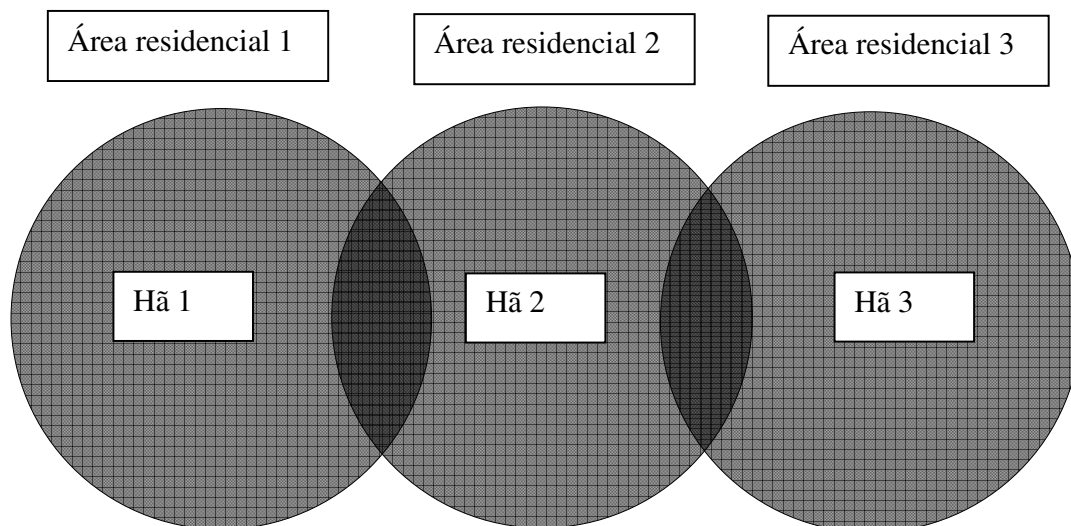 Área residencial 1
Área residencial 2
Área residencial 3
Hã 1
Hã 2
Hã 3